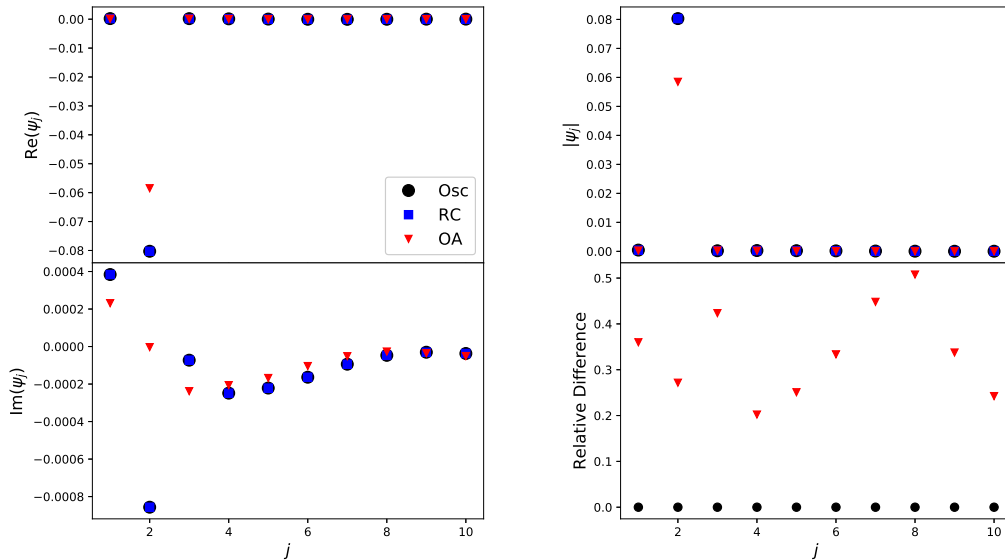 0.00
−0.01
−0.02
−0.03
−0.04
−0.05
−0.06
−0.07
−0.08
Re(ψj)
Osc
RC
OA
0.0004
0.0002
0.0000
−0.0002
−0.0004
−0.0006
−0.0008
Im(ψj)
2 4 6 8 10
j
0.08
0.07
0.06
0.05
0.04
0.03
0.02
0.01
0.00
|ψj|
0.5
0.4
0.3
0.2
0.1
0.0
Relative Difference
2 4 6 8 10
j